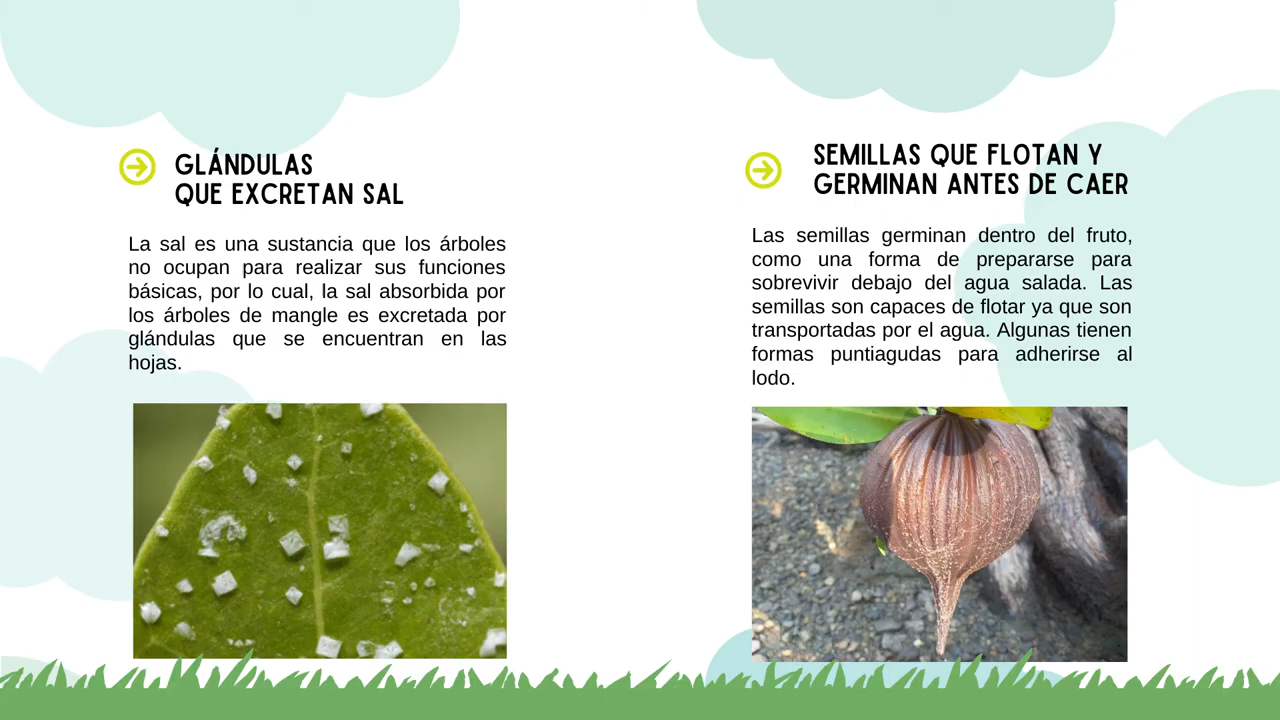 GLÁNDULAS
QUE EXCRETAN SAL
La sal es una sustancia que los árboles
no ocupan para realizar sus funciones
básicas, por lo cual, la sal absorbida por
los árboles de mangle es excretada por
glándulas que se encuentran en las
hojas.
SEMILLAS QUE FLOTAN Y
GERMINAN ANTES DE CAER
Las semillas germinan dentro del fruto,
como una forma de prepararse para
sobrevivir debajo del agua salada. Las
semillas son capaces de flotar ya que son
transportadas por el agua. Algunas tienen
formas puntiagudas para adherirse al
lodo.